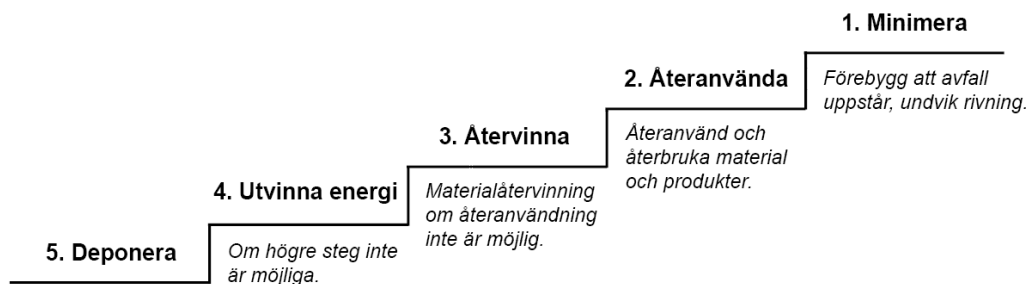 1. Minimera
Förebygg att avfall
uppstår, undvik rivning.
2. Återanvända
Återanvänd och
återbruka material
och produkter.
3. Återvinna
Materialåtervinning
om återanvändning
inte är möjlig.
4. Utvinna energi
Om högre steg inte
är möjliga.
5. Deponera